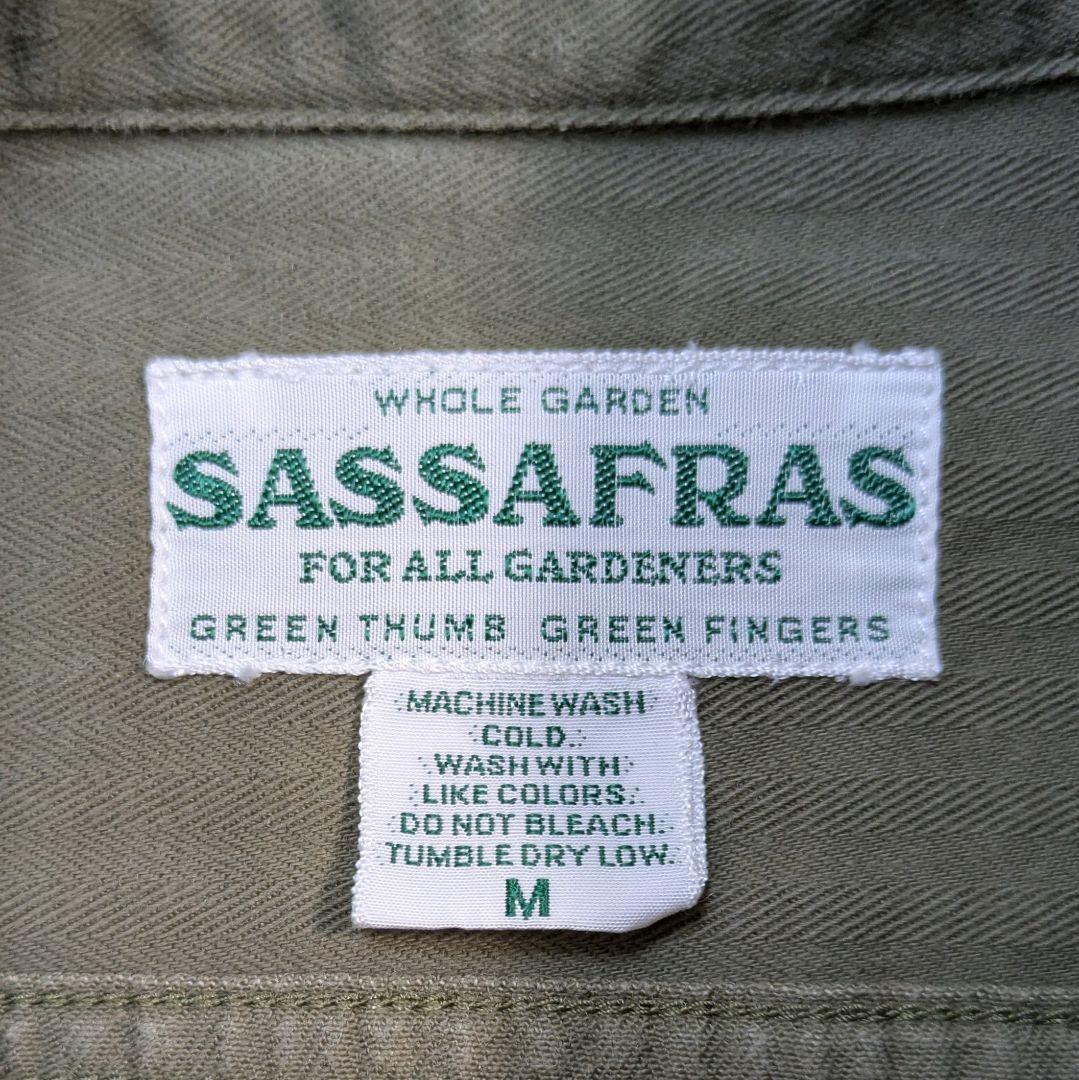 WHOLE GARDEN
SASSAFRAS
FOR ALL GARDENERS
GREEN THUMB GREEN FINGERS
MACHINE WASH
COLD.
WASH WITH
LIKE COLORS.
DO NOT BLEACH.
TUMBLE DRY LOW.
M